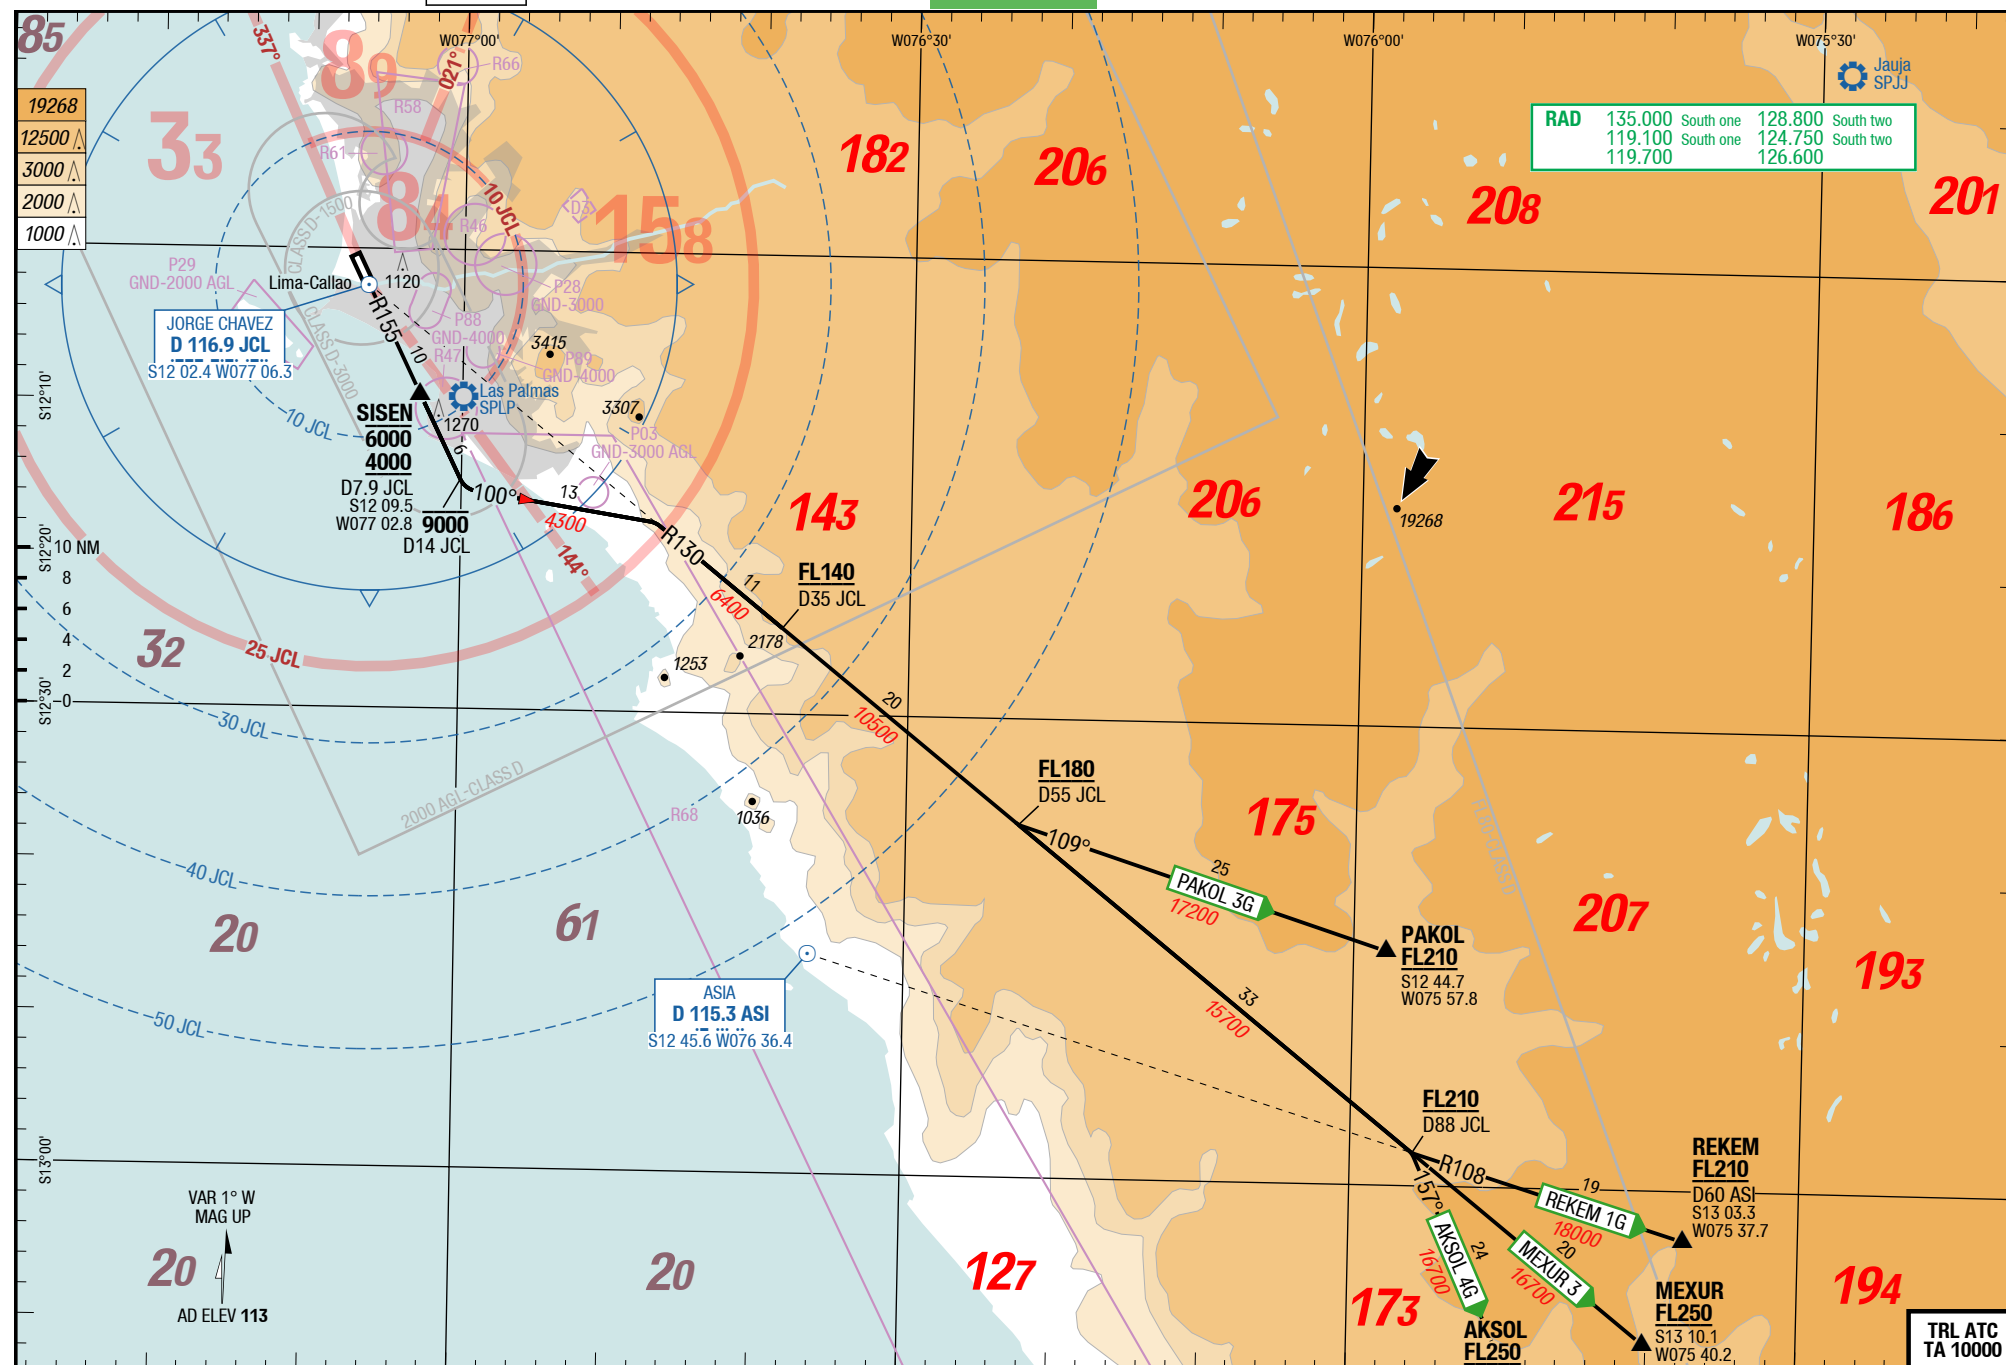 85
W077°00'
W076°30'
W076°00'
W075°30'
337°
89
021°
R66
Jauja
SPJJ
19268
12500
3000
2000
1000
33
R58
R61
RAD 135.000 South one 128.800 South two
119.100 South one 124.750 South two
119.700 126.600
182
206
208
201
84
10 JCL
R46
D3
158
CLASS D-1500
P29
GND-2000 AGL
Lima-Callao
1120
P28
GND-3000
JORGE CHAVEZ
D 116.9 JCL
S12 02.4 W077 06.3
R155
10
CLASS D-3000
P88
GND-4000
R47
3415
P89
GND-4000
S12°10'
10 JCL
Las Palmas
SPLP
SISEN
6000
4000
D7.9 JCL
S12 09.5
W077 02.8
1270
3307
P03
GND-3000 AGL
6
100°
13
4300
9000
D14 JCL
143
206
19268
215
186
S12°20'
10 NM
8
6
4
2
0
144°
R130
11
6400
FL140
D35 JCL
32
25 JCL
2178
1253
S12°30'
20
10500
30 JCL
2000 AGL-CLASS D
R68
1036
FL180
D55 JCL
175
FL80-CLASS D
109°
25
PAKOL 3G
17200
40 JCL
20
61
207
PAKOL
FL210
S12 44.7
W075 57.8
193
ASIA
D 115.3 ASI
S12 45.6 W076 36.4
50 JCL
33
15700
FL210
D88 JCL
S13°00'
R108
19
REKEM 1G
18000
REKEM
FL210
D60 ASI
S13 03.3
W075 37.7
157°
AKSOL 4G
24
16700
20
MEXUR 3
16700
VAR 1° W
MAG UP
AD ELEV 113
20
20
127
173
194
MEXUR
FL250
S13 10.1
W075 40.2
AKSOL
FL250
TRL ATC
TA 10000